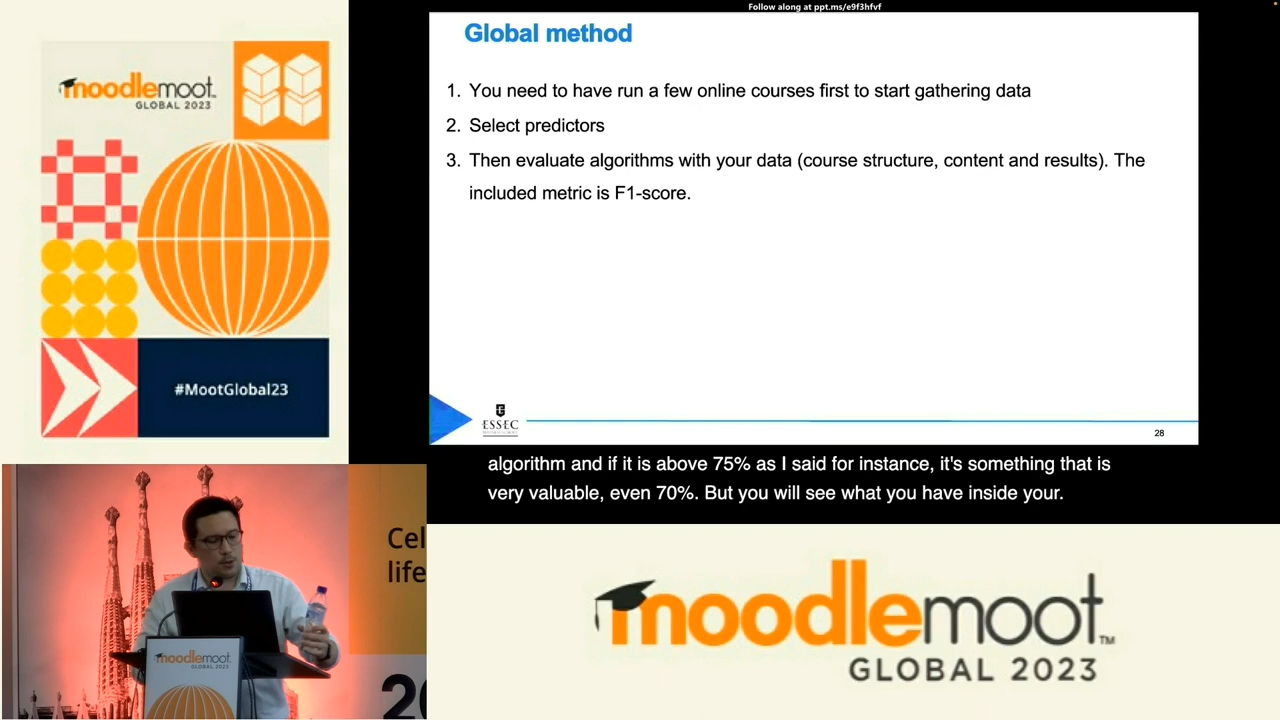 Follow along at ppt.ms/e9f3hfvf
moodlemoot
GLOBAL 2023
#MootGlobal23
Global method
1. You need to have run a few online courses first to start gathering data
2. Select predictors
3. Then evaluate algorithms with your data (course structure, content and results). The
included metric is F1-score.
ESSEC
28
algorithm and if it is above 75% as I said for instance, it's something that is
very valuable, even 70%. But you will see what you have inside your.
Cel
life
moodlemoot
GLOBAL 2023
moodlemoot™
GLOBAL 2023